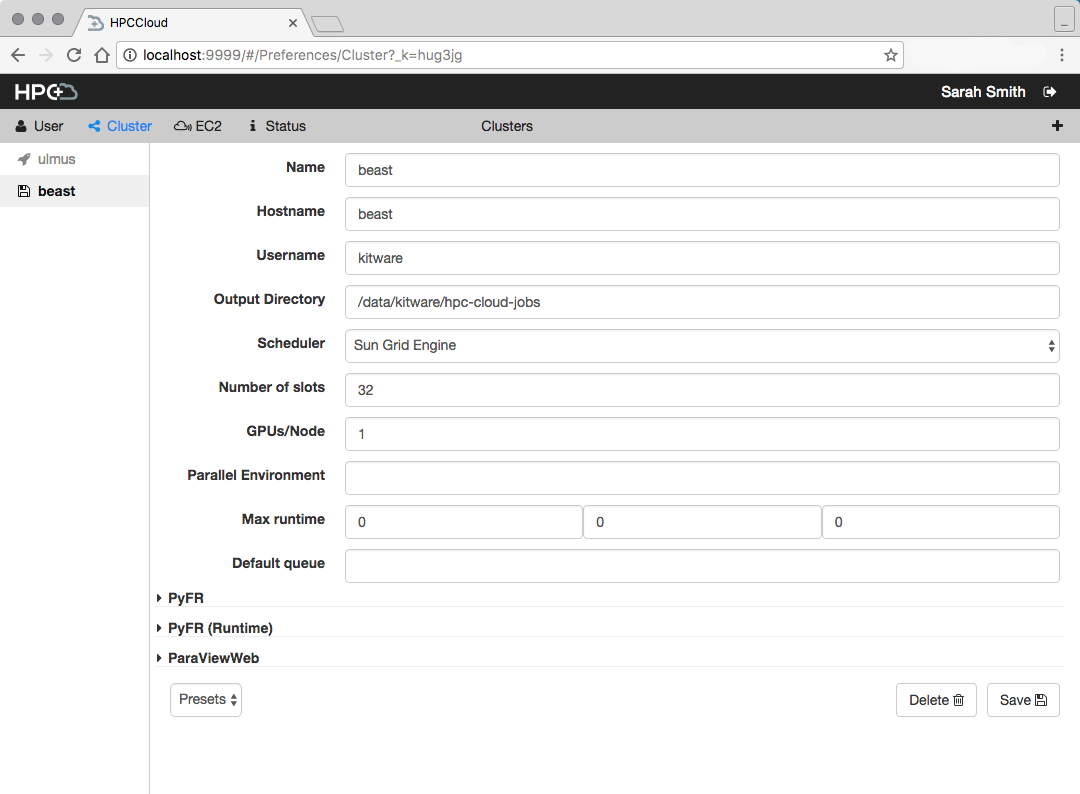 HPCCloud
localhost:9999/#/Preferences/Cluster?_k=hug3jg
HPC
Sarah Smith
User Cluster EC2 Status Clusters
ulmus
beast
Name beast
Hostname beast
Username kitware
Output Directory /data/kitware/hpc-cloud-jobs
Scheduler Sun Grid Engine
Number of slots 32
GPUs/Node 1
Parallel Environment
Max runtime 0 0 0
Default queue
PyFR
PyFR (Runtime)
ParaViewWeb
Presets Delete Save